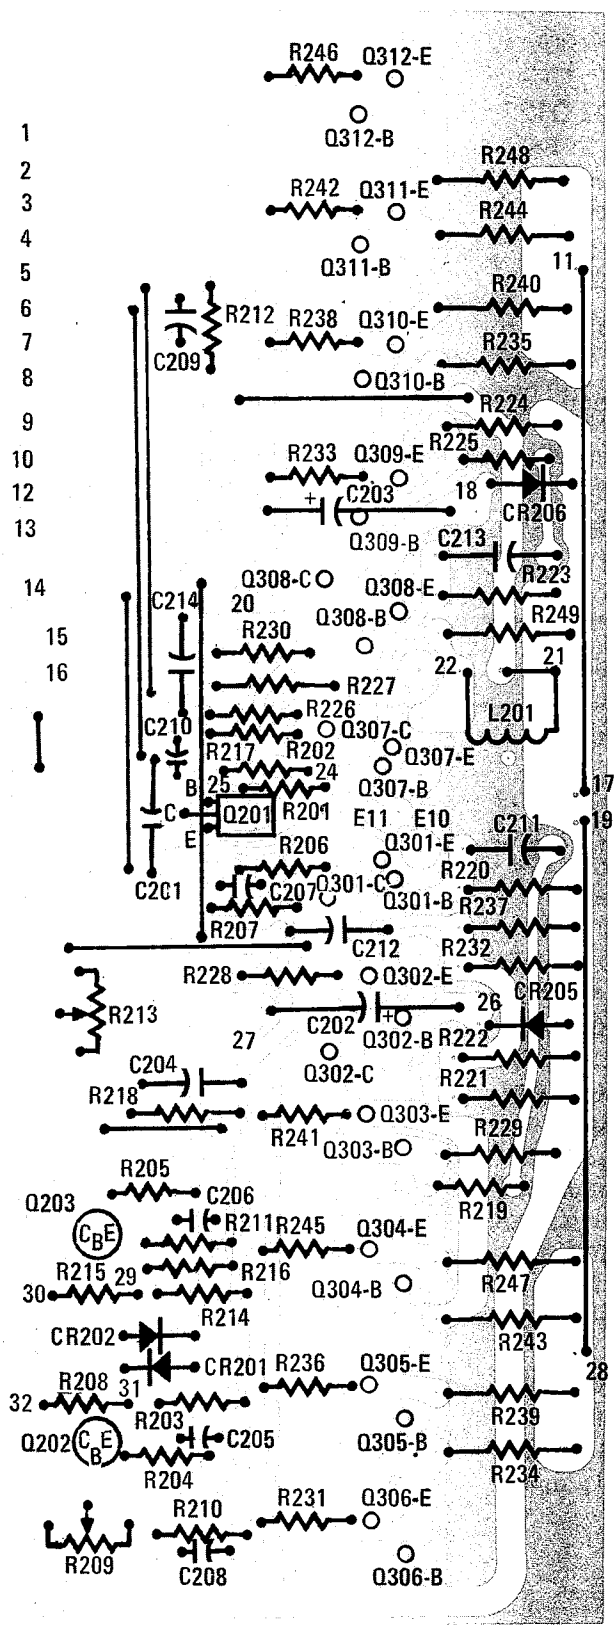 R246 Q312-E
Q312-B
1
2 R248
3 R242 Q311-E
R244
4
Q311-B
5 11
R240
6 R212 R238 Q310-E
7 R235
C209
8 Q310-B
R224
9
R225
10 R233 Q309-E
12 18
+ C203 CR206
13
Q309-B C213
R223
Q308-C Q308-E
14
C214 20
Q308-B R249
15 R230
16 22 21
R227
R226 L201
C210 Q307-C
R217 R202 Q307-E
24
B 25 Q307-B 17
C Q201 R201 E11 E10 19
C211
E Q301-E
R206 R220
C201 C207 Q301-C Q301-B R237
R207
C212 R232
R228 Q302-E
CR205
R213 26
C202 + Q302-B
27 R222
Q302-C
C204 R221
R218 Q303-E
R241 R229
Q303-B
R205
R219
Q203 C206
R211
CBE R245 Q304-E
R215 29 R216 R247
Q304-B
30
R214 R243
CR202
CR201 R236 Q305-E 28
R208 31
32 R203 R239
Q202 CBE C205 Q305-B
R204 R234
R210 R231 Q306-E
R209
C208 Q306-B